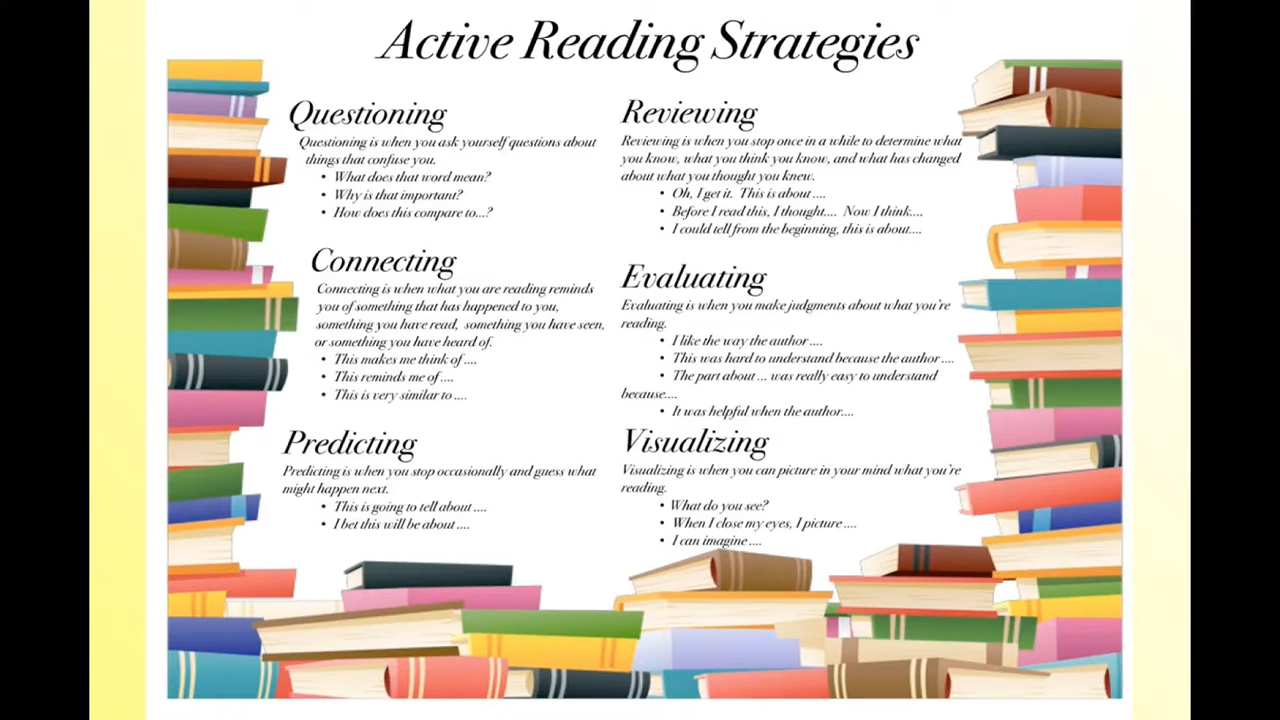 Active Reading Strategies
Questioning
Questioning is when you ask yourself questions about
things that confuse you.
• What does that word mean?
• Why is that important?
• How does this compare to...?
Connecting
Connecting is when what you are reading reminds
you of something that has happened to you,
something you have read, something you have seen,
or something you have heard of.
• This makes me think of ....
• This reminds me of ....
• This is very similar to ....
Predicting
Predicting is when you stop occasionally and guess what
might happen next.
• This is going to tell about ....
• I bet this will be about ....
Reviewing
Reviewing is when you stop once in a while to determine what
you know, what you think you know, and what has changed
about what you thought you knew.
• Oh, I get it. This is about ....
• Before I read this, I thought.... Now I think....
• I could tell from the beginning, this is about....
Evaluating
Evaluating is when you make judgments about what you're
reading.
• I like the way the author ....
• This was hard to understand because the author ....
• The part about ... was really easy to understand
because....
• It was helpful when the author....
Visualizing
Visualizing is when you can picture in your mind what you're
reading.
• What do you see?
• When I close my eyes, I picture ....
• I can imagine ....